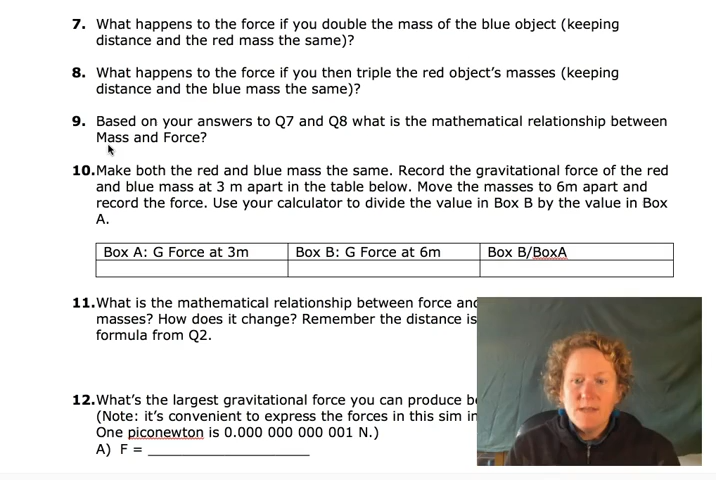 7. What happens to the force if you double the mass of the blue object (keeping
distance and the red mass the same)?
8. What happens to the force if you then triple the red object's masses (keeping
distance and the blue mass the same)?
9. Based on your answers to Q7 and Q8 what is the mathematical relationship between
Mass and Force?
10. Make both the red and blue mass the same. Record the gravitational force of the red
and blue mass at 3 m apart in the table below. Move the masses to 6m apart and
record the force. Use your calculator to divide the value in Box B by the value in Box
A.
Box A: G Force at 3m Box B: G Force at 6m Box B/BoxA
11. What is the mathematical relationship between force
masses? How does it change? Remember the distance is
formula from Q2.
12. What's the largest gravitational force you can produce
(Note: it's convenient to express the forces in this sim
One piconewton is 0.000 000 000 001 N.)
A) F =